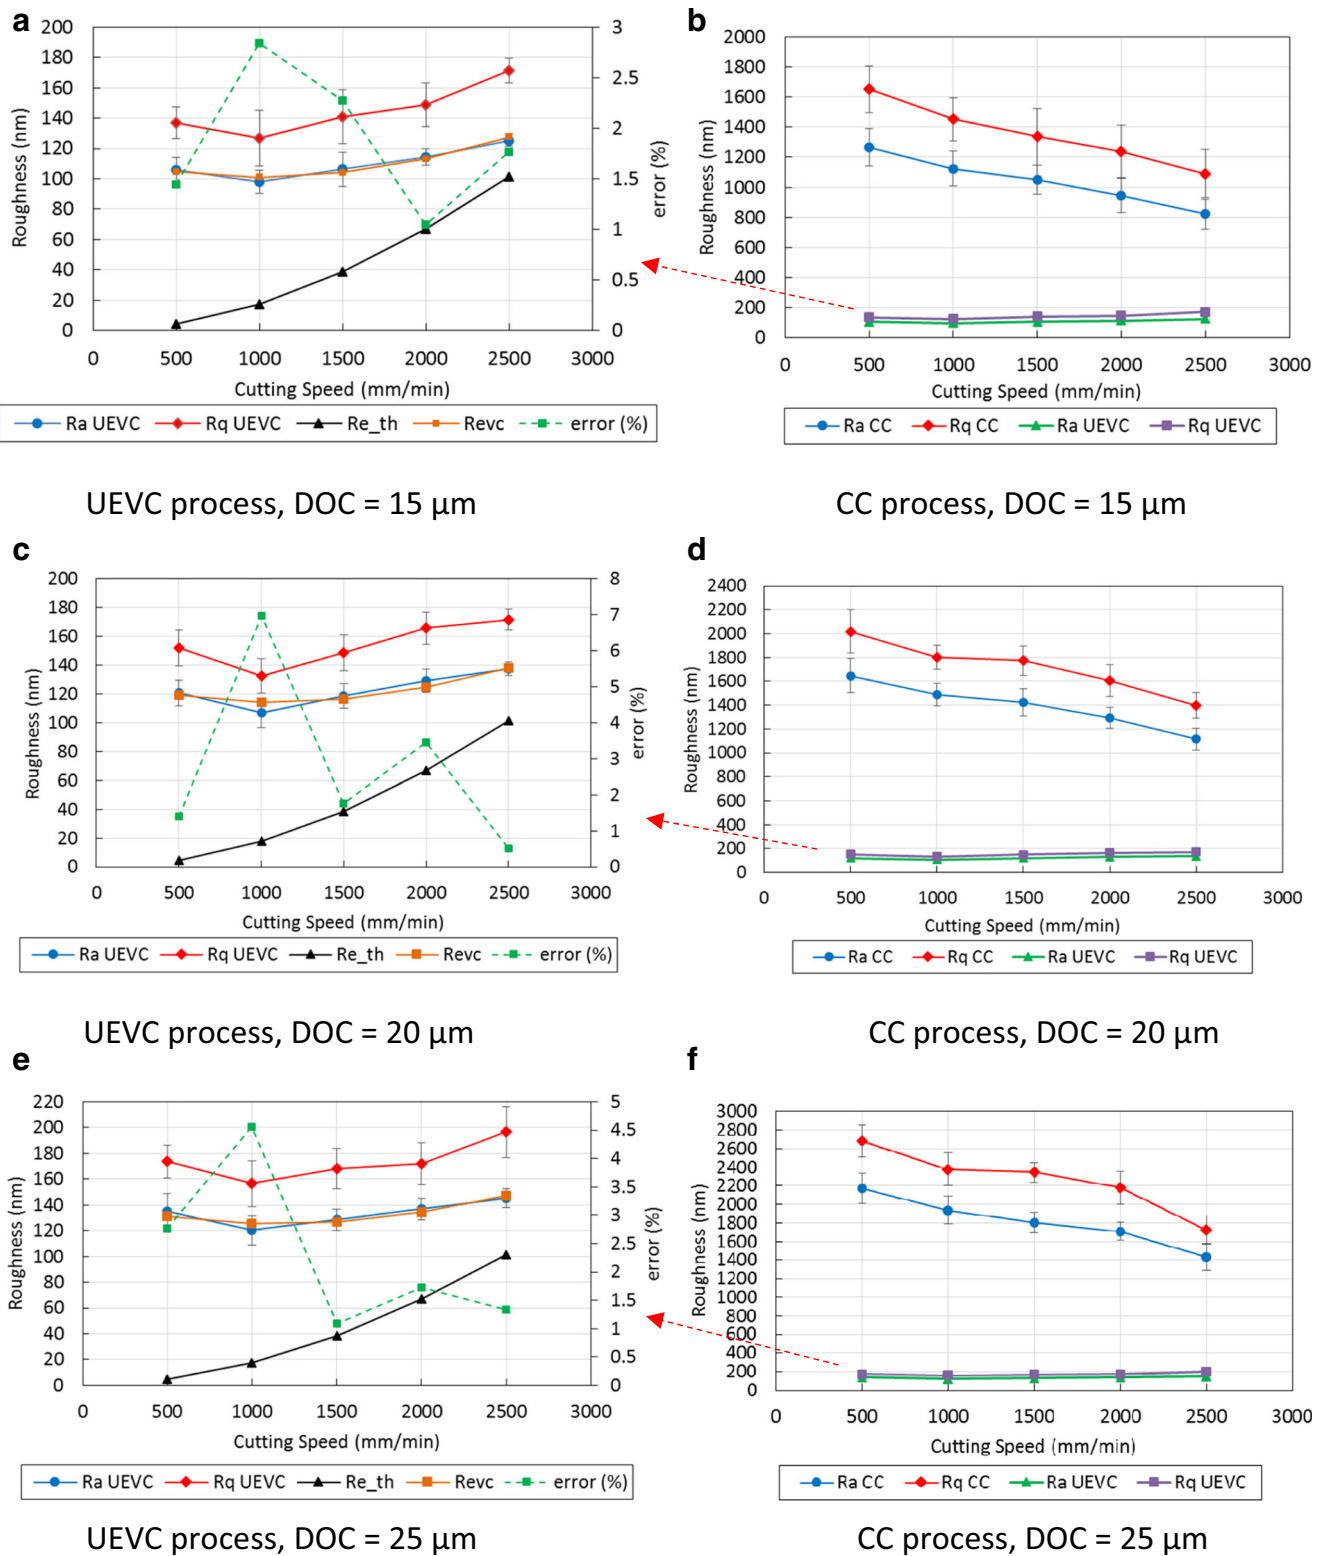 a
200
180
160
140
120
100
80
60
40
20
0
Roughness (nm)
3
2.5
2
1.5
1
0.5
0
error (%)
0 500 1000 1500 2000 2500 3000
Cutting Speed (mm/min)
Ra UEVC Rq UEVC Re_th Revc error (%)
UEVC process, DOC = 15 μm
b
2000
1800
1600
1400
1200
1000
800
600
400
200
0
Roughness (nm)
0 500 1000 1500 2000 2500 3000
Cutting Speed (mm/min)
Ra CC Rq CC Ra UEVC Rq UEVC
CC process, DOC = 15 μm
c
200
180
160
140
120
100
80
60
40
20
0
Roughness (nm)
8
7
6
5
4
3
2
1
0
error (%)
0 500 1000 1500 2000 2500 3000
Cutting Speed (mm/min)
Ra UEVC Rq UEVC Re_th Revc error (%)
UEVC process, DOC = 20 μm
d
2400
2200
2000
1800
1600
1400
1200
1000
800
600
400
200
0
Roughness (nm)
0 500 1000 1500 2000 2500 3000
Cutting Speed (mm/min)
Ra CC Rq CC Ra UEVC Rq UEVC
CC process, DOC = 20 μm
e
220
200
180
160
140
120
100
80
60
40
20
0
Roughness (nm)
5
4.5
4
3.5
3
2.5
2
1.5
1
0.5
0
error (%)
0 500 1000 1500 2000 2500 3000
Cutting Speed (mm/min)
Ra UEVC Rq UEVC Re_th Revc error (%)
UEVC process, DOC = 25 μm
f
3000
2800
2600
2400
2200
2000
1800
1600
1400
1200
1000
800
600
400
200
0
Roughness (nm)
0 500 1000 1500 2000 2500 3000
Cutting Speed (mm/min)
Ra CC Rq CC Ra UEVC Rq UEVC
CC process, DOC = 25 μm